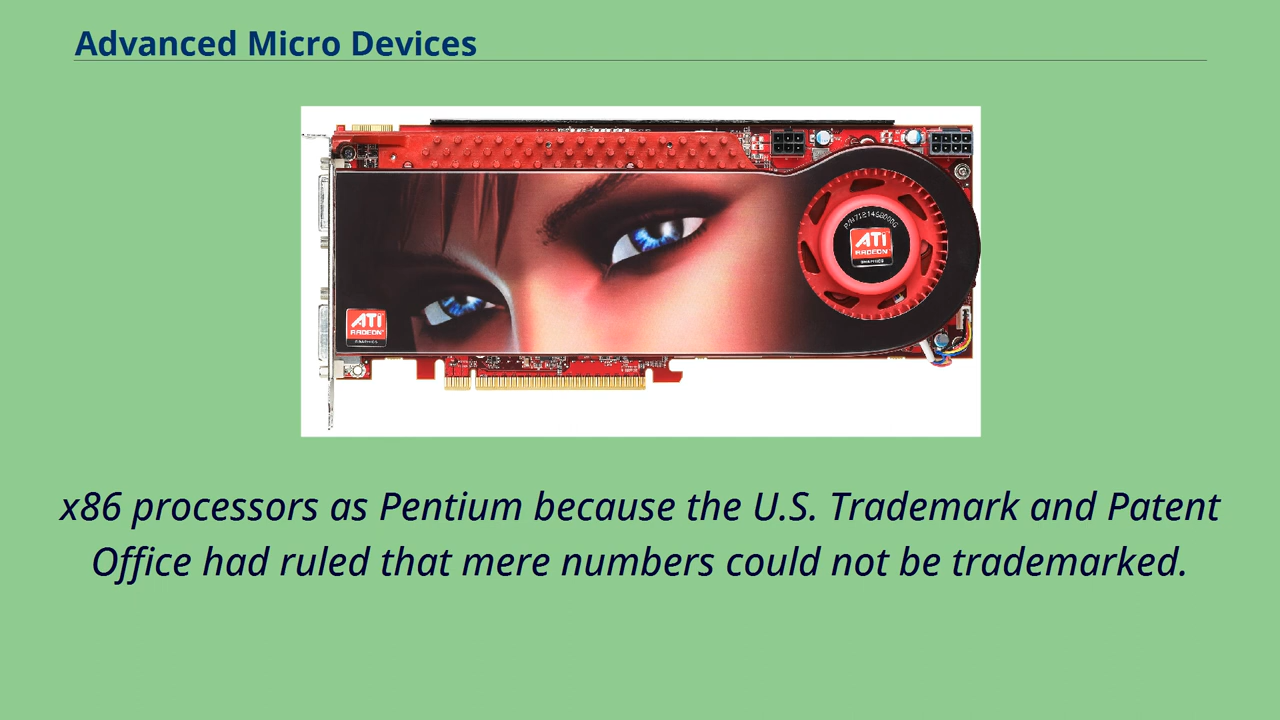 Advanced Micro Devices
ATI
RADEON
GRAPHICS
ATI
RADEON
x86 processors as Pentium because the U.S. Trademark and Patent
Office had ruled that mere numbers could not be trademarked.